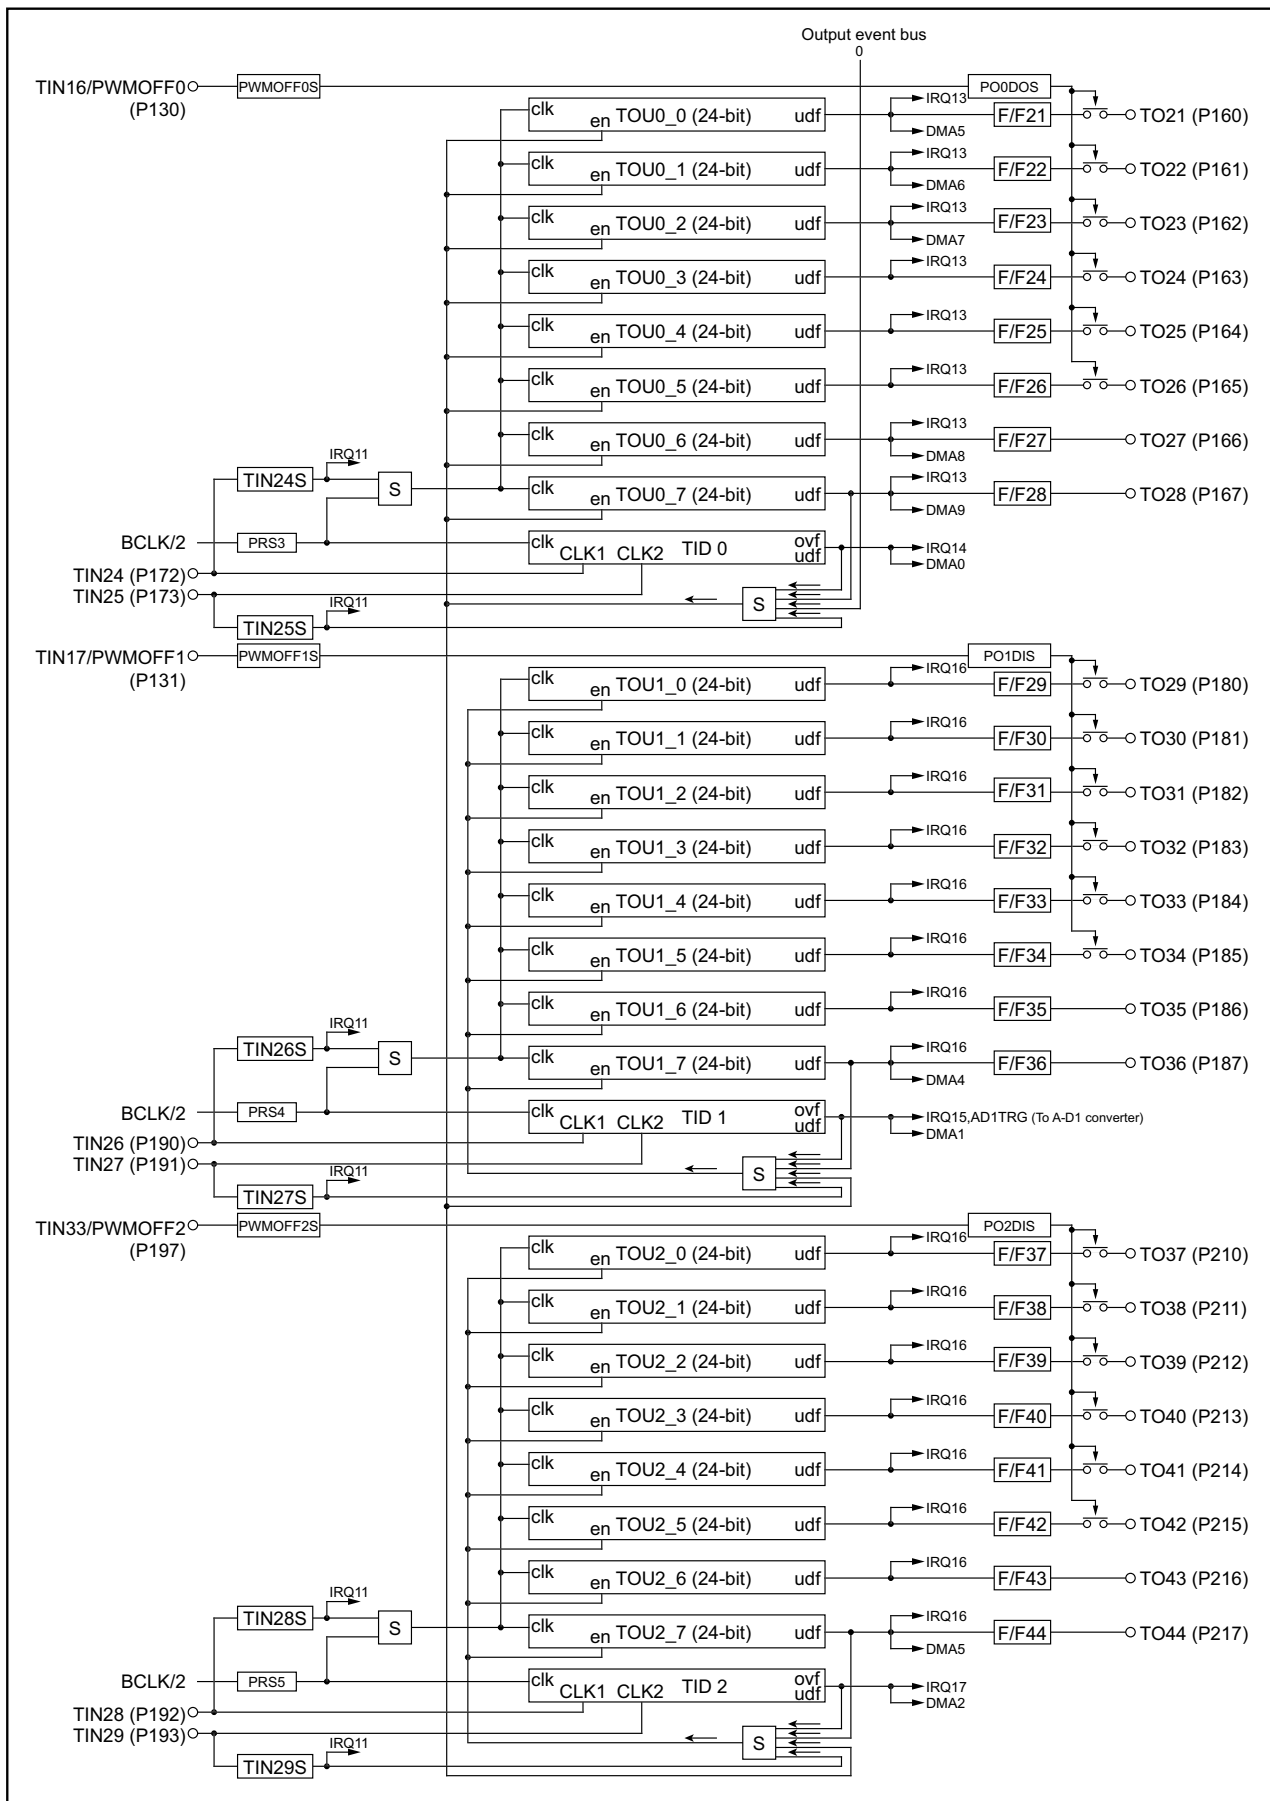 Output event bus
0
TIN16/PWMOFF0
(P130)
PWMOFF0S
PO0DOS
clk
en TOU0_0 (24-bit)
udf
IRQ13
DMA5
F/F21
TO21 (P160)
clk
en TOU0_1 (24-bit)
udf
IRQ13
DMA6
F/F22
TO22 (P161)
clk
en TOU0_2 (24-bit)
udf
IRQ13
DMA7
F/F23
TO23 (P162)
clk
en TOU0_3 (24-bit)
udf
IRQ13
F/F24
TO24 (P163)
clk
en TOU0_4 (24-bit)
udf
IRQ13
F/F25
TO25 (P164)
clk
en TOU0_5 (24-bit)
udf
IRQ13
F/F26
TO26 (P165)
clk
en TOU0_6 (24-bit)
udf
IRQ13
DMA8
F/F27
TO27 (P166)
TIN24S
IRQ11
S
clk
en TOU0_7 (24-bit)
udf
IRQ13
DMA9
F/F28
TO28 (P167)
BCLK/2
PRS3
clk
CLK1 CLK2 TID 0
ovf
udf
IRQ14
DMA0
TIN24 (P172)
TIN25 (P173)
TIN25S
IRQ11
S
TIN17/PWMOFF1
(P131)
PWMOFF1S
PO1DIS
clk
en TOU1_0 (24-bit)
udf
IRQ16
F/F29
TO29 (P180)
clk
en TOU1_1 (24-bit)
udf
IRQ16
F/F30
TO30 (P181)
clk
en TOU1_2 (24-bit)
udf
IRQ16
F/F31
TO31 (P182)
clk
en TOU1_3 (24-bit)
udf
IRQ16
F/F32
TO32 (P183)
clk
en TOU1_4 (24-bit)
udf
IRQ16
F/F33
TO33 (P184)
clk
en TOU1_5 (24-bit)
udf
IRQ16
F/F34
TO34 (P185)
clk
en TOU1_6 (24-bit)
udf
IRQ16
F/F35
TO35 (P186)
TIN26S
IRQ11
S
clk
en TOU1_7 (24-bit)
udf
IRQ16
DMA4
F/F36
TO36 (P187)
BCLK/2
PRS4
clk
CLK1 CLK2 TID 1
ovf
udf
IRQ15,AD1TRG (To A-D1 converter)
DMA1
TIN26 (P190)
TIN27 (P191)
TIN27S
IRQ11
S
TIN33/PWMOFF2
(P197)
PWMOFF2S
PO2DIS
clk
en TOU2_0 (24-bit)
udf
IRQ16
F/F37
TO37 (P210)
clk
en TOU2_1 (24-bit)
udf
IRQ16
F/F38
TO38 (P211)
clk
en TOU2_2 (24-bit)
udf
IRQ16
F/F39
TO39 (P212)
clk
en TOU2_3 (24-bit)
udf
IRQ16
F/F40
TO40 (P213)
clk
en TOU2_4 (24-bit)
udf
IRQ16
F/F41
TO41 (P214)
clk
en TOU2_5 (24-bit)
udf
IRQ16
F/F42
TO42 (P215)
clk
en TOU2_6 (24-bit)
udf
IRQ16
F/F43
TO43 (P216)
TIN28S
IRQ11
S
clk
en TOU2_7 (24-bit)
udf
IRQ16
DMA5
F/F44
TO44 (P217)
BCLK/2
PRS5
clk
CLK1 CLK2 TID 2
ovf
udf
IRQ17
DMA2
TIN28 (P192)
TIN29 (P193)
TIN29S
IRQ11
S